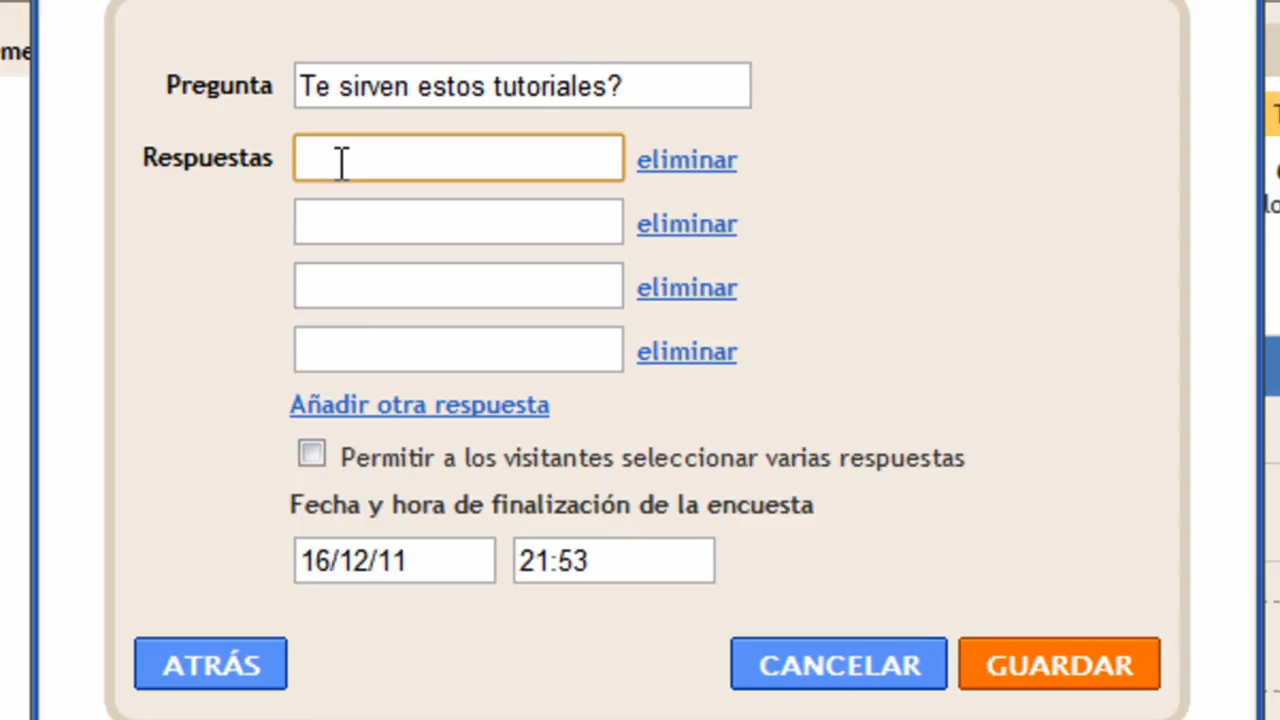 Pregunta Te sirven estos tutoriales?
Respuestas eliminar
eliminar
eliminar
eliminar
Añadir otra respuesta
Permitir a los visitantes seleccionar varias respuestas
Fecha y hora de finalización de la encuesta
16/12/11 21:53
ATRÁS CANCELAR GUARDAR